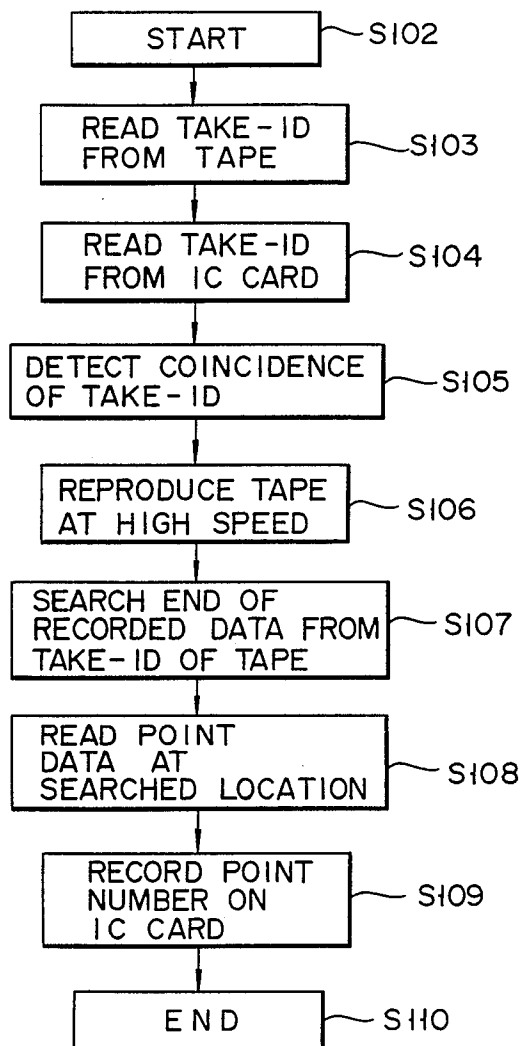 START
S102
READ TAKE-ID
FROM TAPE
S103
READ TAKE-ID
FROM IC CARD
S104
DETECT COINCIDENCE
OF TAKE-ID
S105
REPRODUCE TAPE
AT HIGH SPEED
S106
SEARCH END OF
RECORDED DATA FROM
TAKE-ID OF TAPE
S107
READ POINT
DATA AT
SEARCHED LOCATION
S108
RECORD POINT
NUMBER ON
IC CARD
S109
END
S110